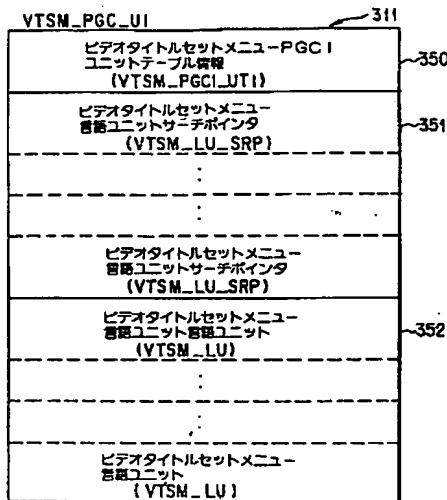 VTSM_PGC_UI
311
ビデオタイトルセットメニューPGCI
ユニットテーブル情報
(VTSM_PGCI_UTI)
350
ビデオタイトルセットメニュー
言語ユニットサーチポインタ
(VTSM_LU_SRP)
351
ビデオタイトルセットメニュー
言語ユニットサーチポインタ
(VTSM_LU_SRP)
ビデオタイトルセットメニュー
言語ユニット言語ユニット
(VTSM_LU)
352
ビデオタイトルセットメニュー
言語ユニット
(VTSM_LU)